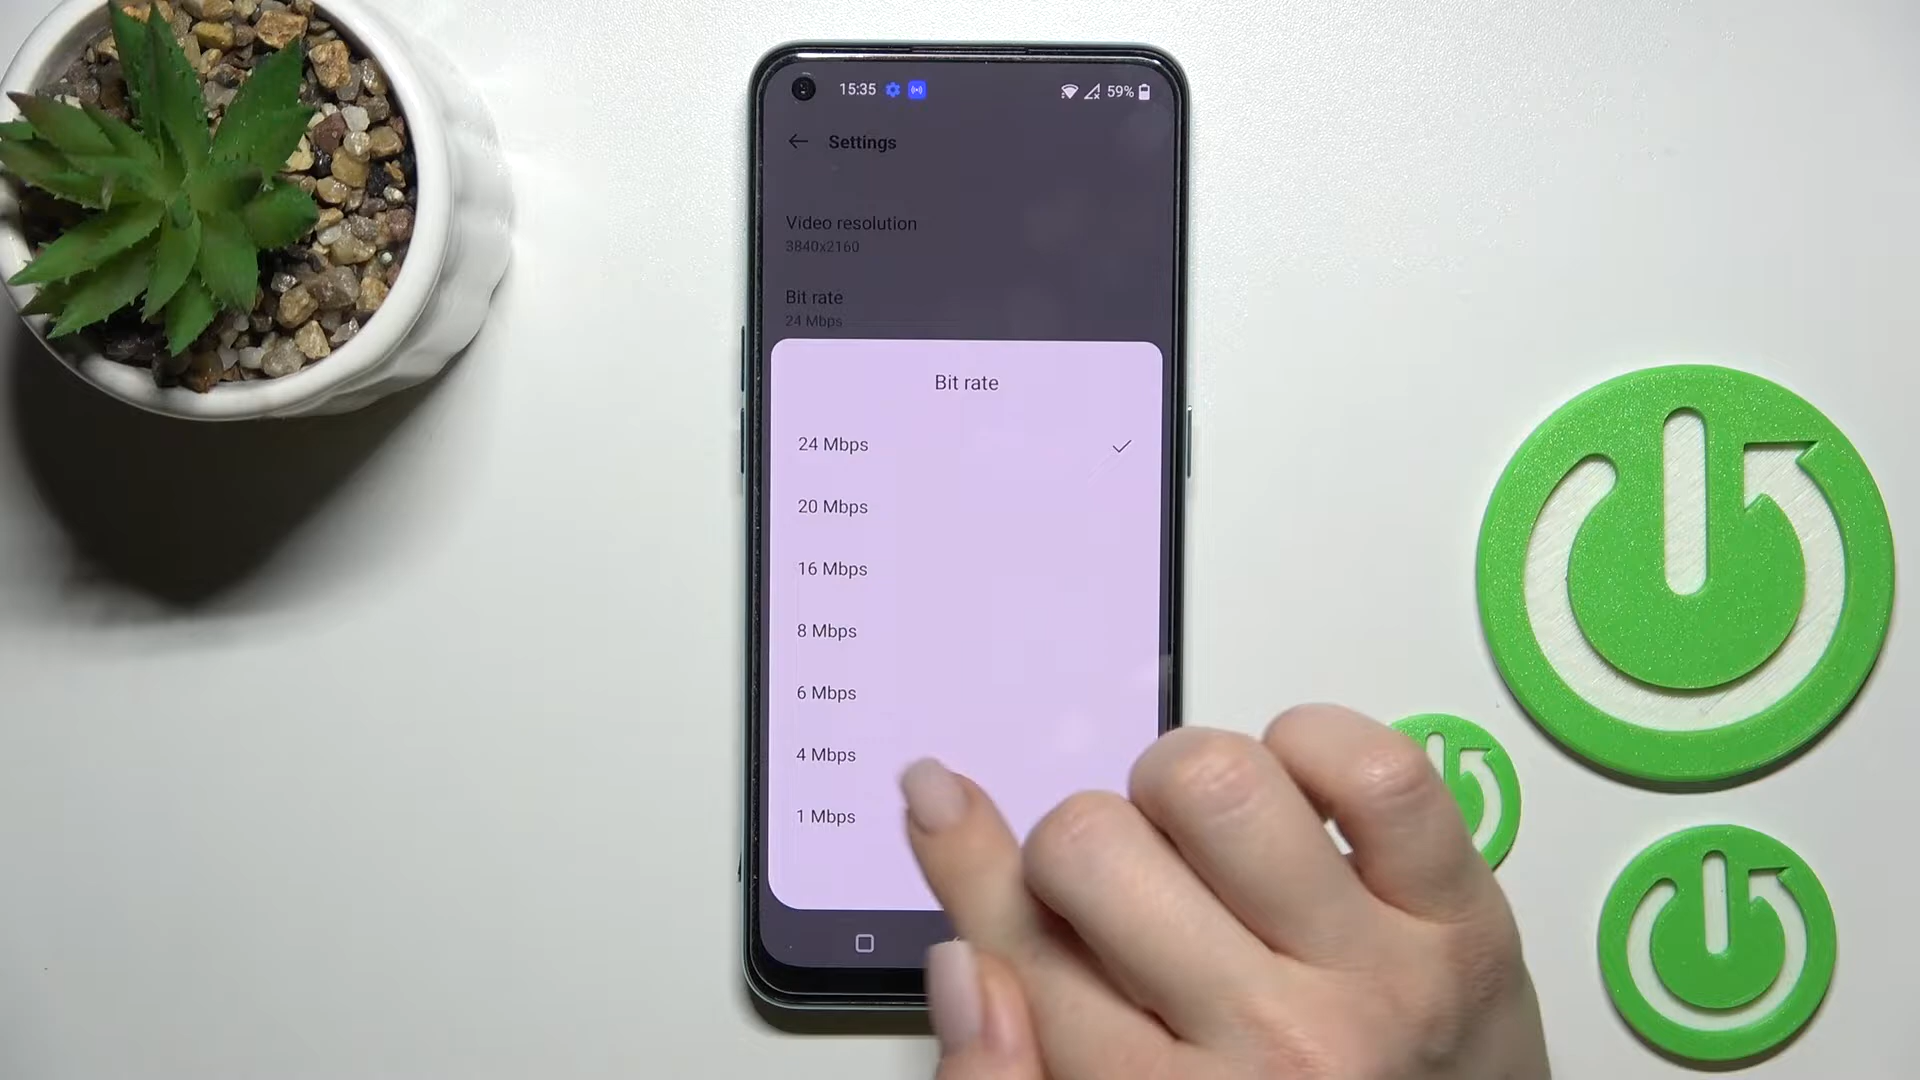 15:35
59%
Settings
Video resolution
3840x2160
Bit rate
24 Mbps
Bit rate
24 Mbps
20 Mbps
16 Mbps
8 Mbps
6 Mbps
4 Mbps
1 Mbps